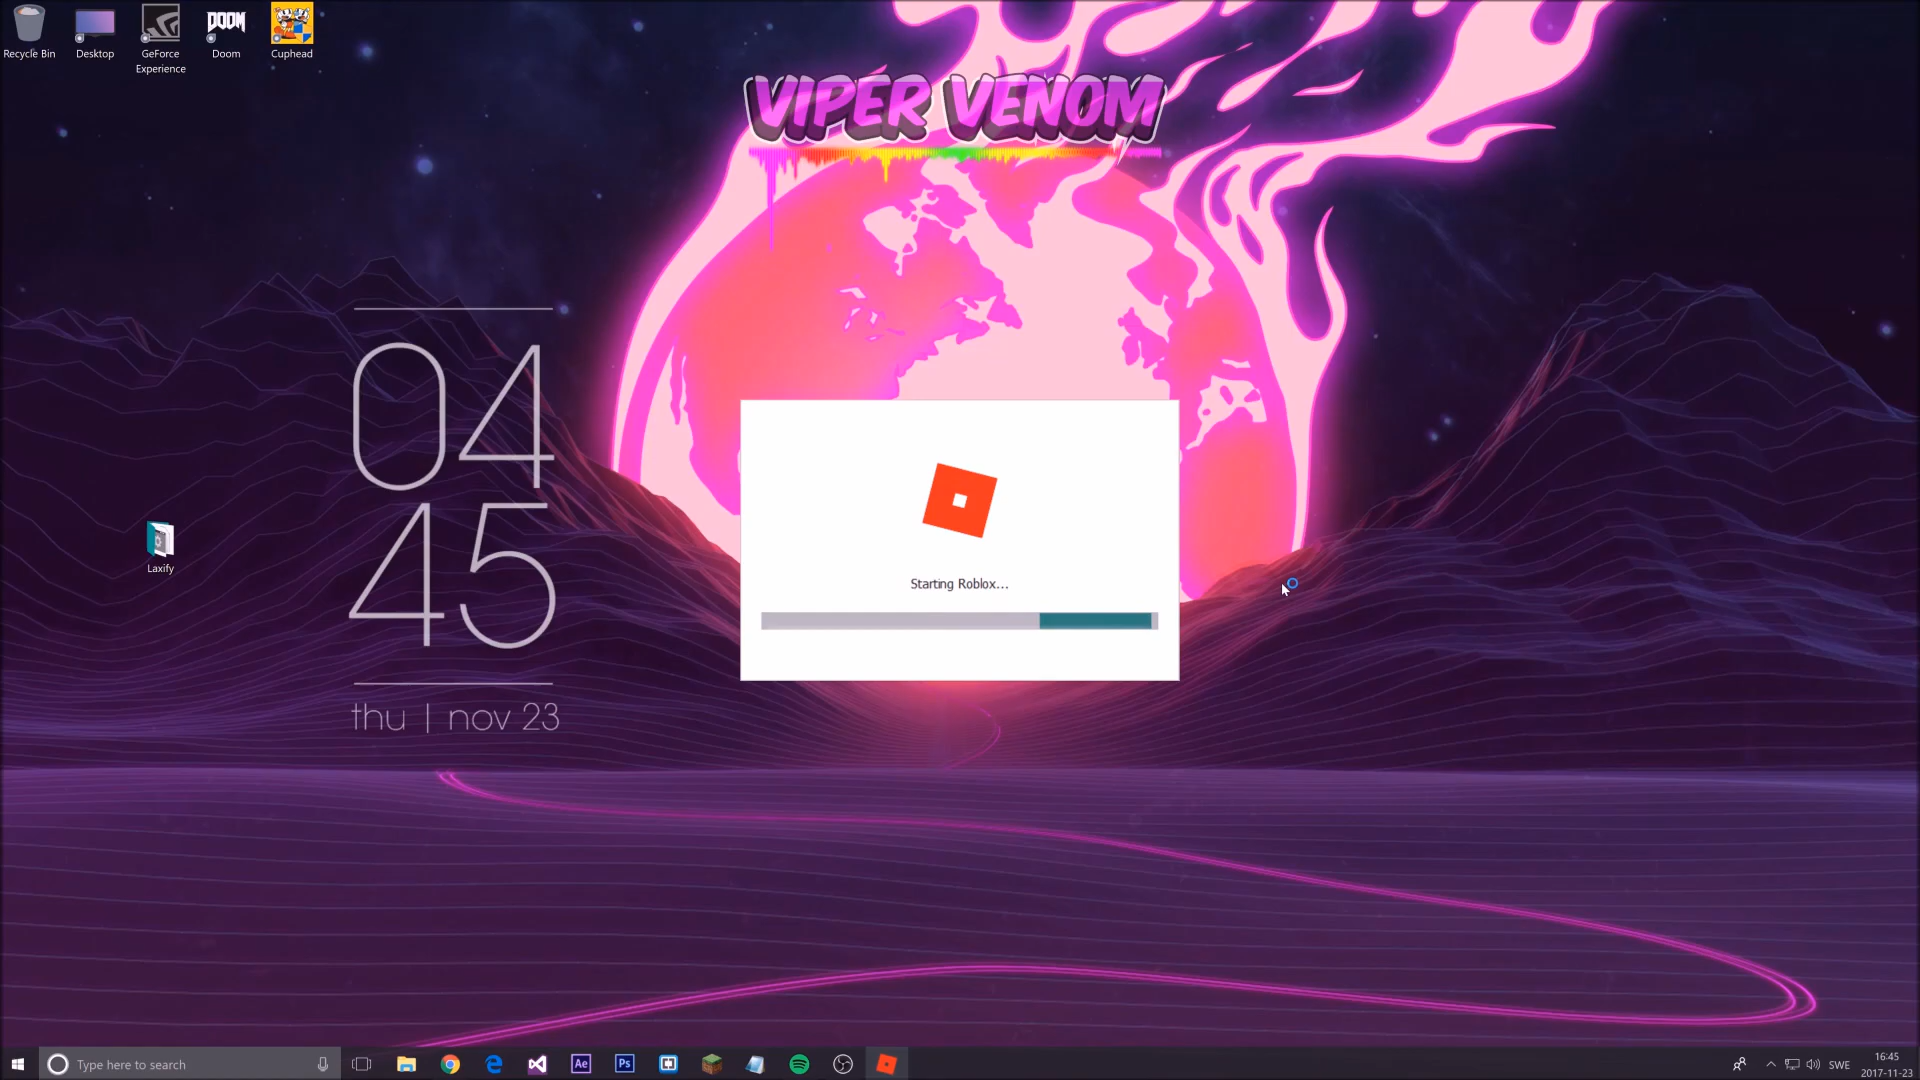 Recycle Bin
Desktop
GeForce
Experience
DOOM
Doom
Cuphead
VIPER VENOM
04
45
thu | nov 23
Laxify
Starting Roblox...
Type here to search
Ae
Ps
SWE
16:45
2017-11-23